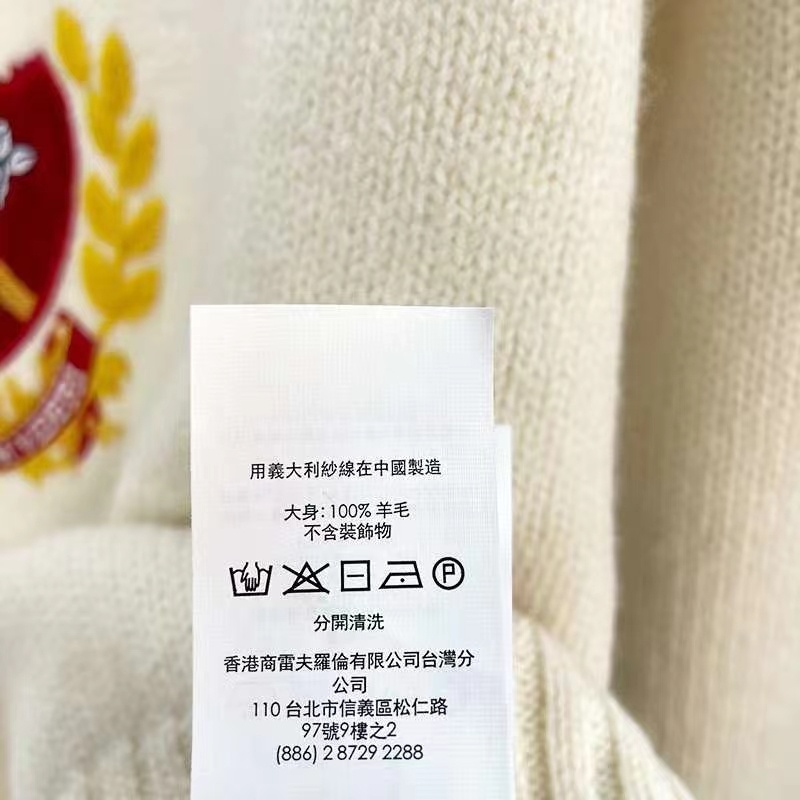 用義大利紗線在中國製造
大身: 100% 羊毛
不含裝飾物
P
分開清洗
香港商雷夫羅倫有限公司台灣分
公司
110 台北市信義區松仁路
97號9樓之2
(886) 2 8729 2288